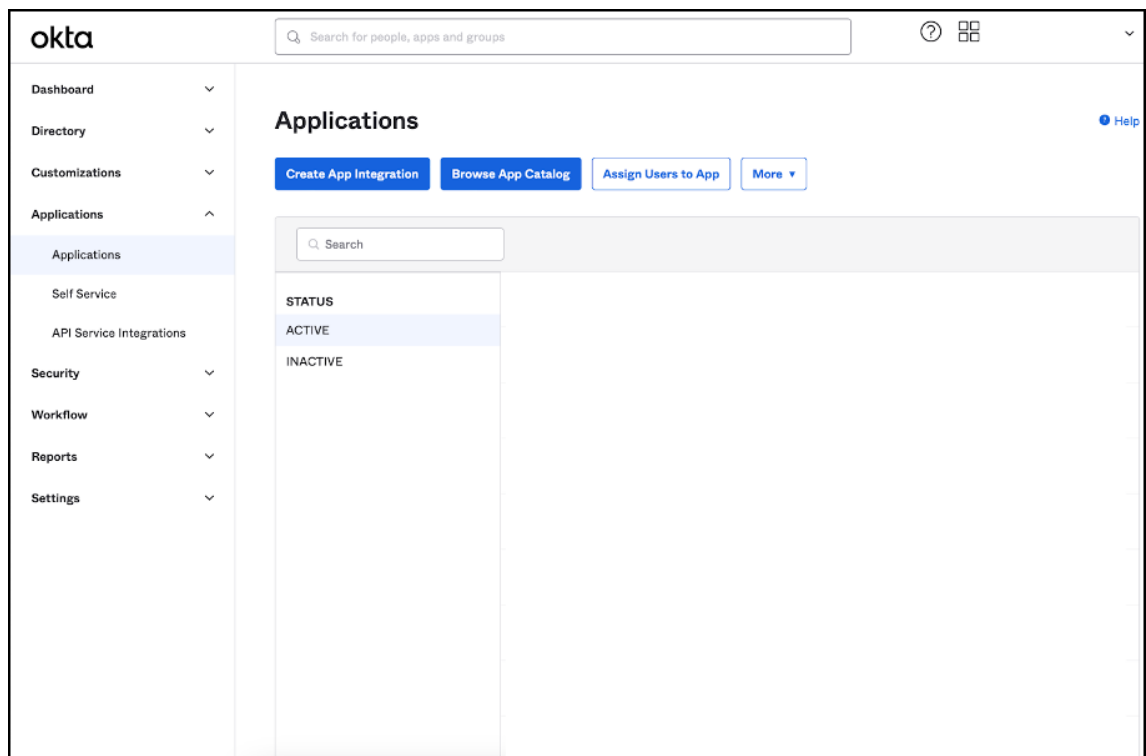 okta
Search for people, apps and groups
Dashboard
Directory
Customizations
Applications
Applications
Self Service
API Service Integrations
Security
Workflow
Reports
Settings
Applications
Help
Create App Integration
Browse App Catalog
Assign Users to App
More
Search
STATUS
ACTIVE
INACTIVE